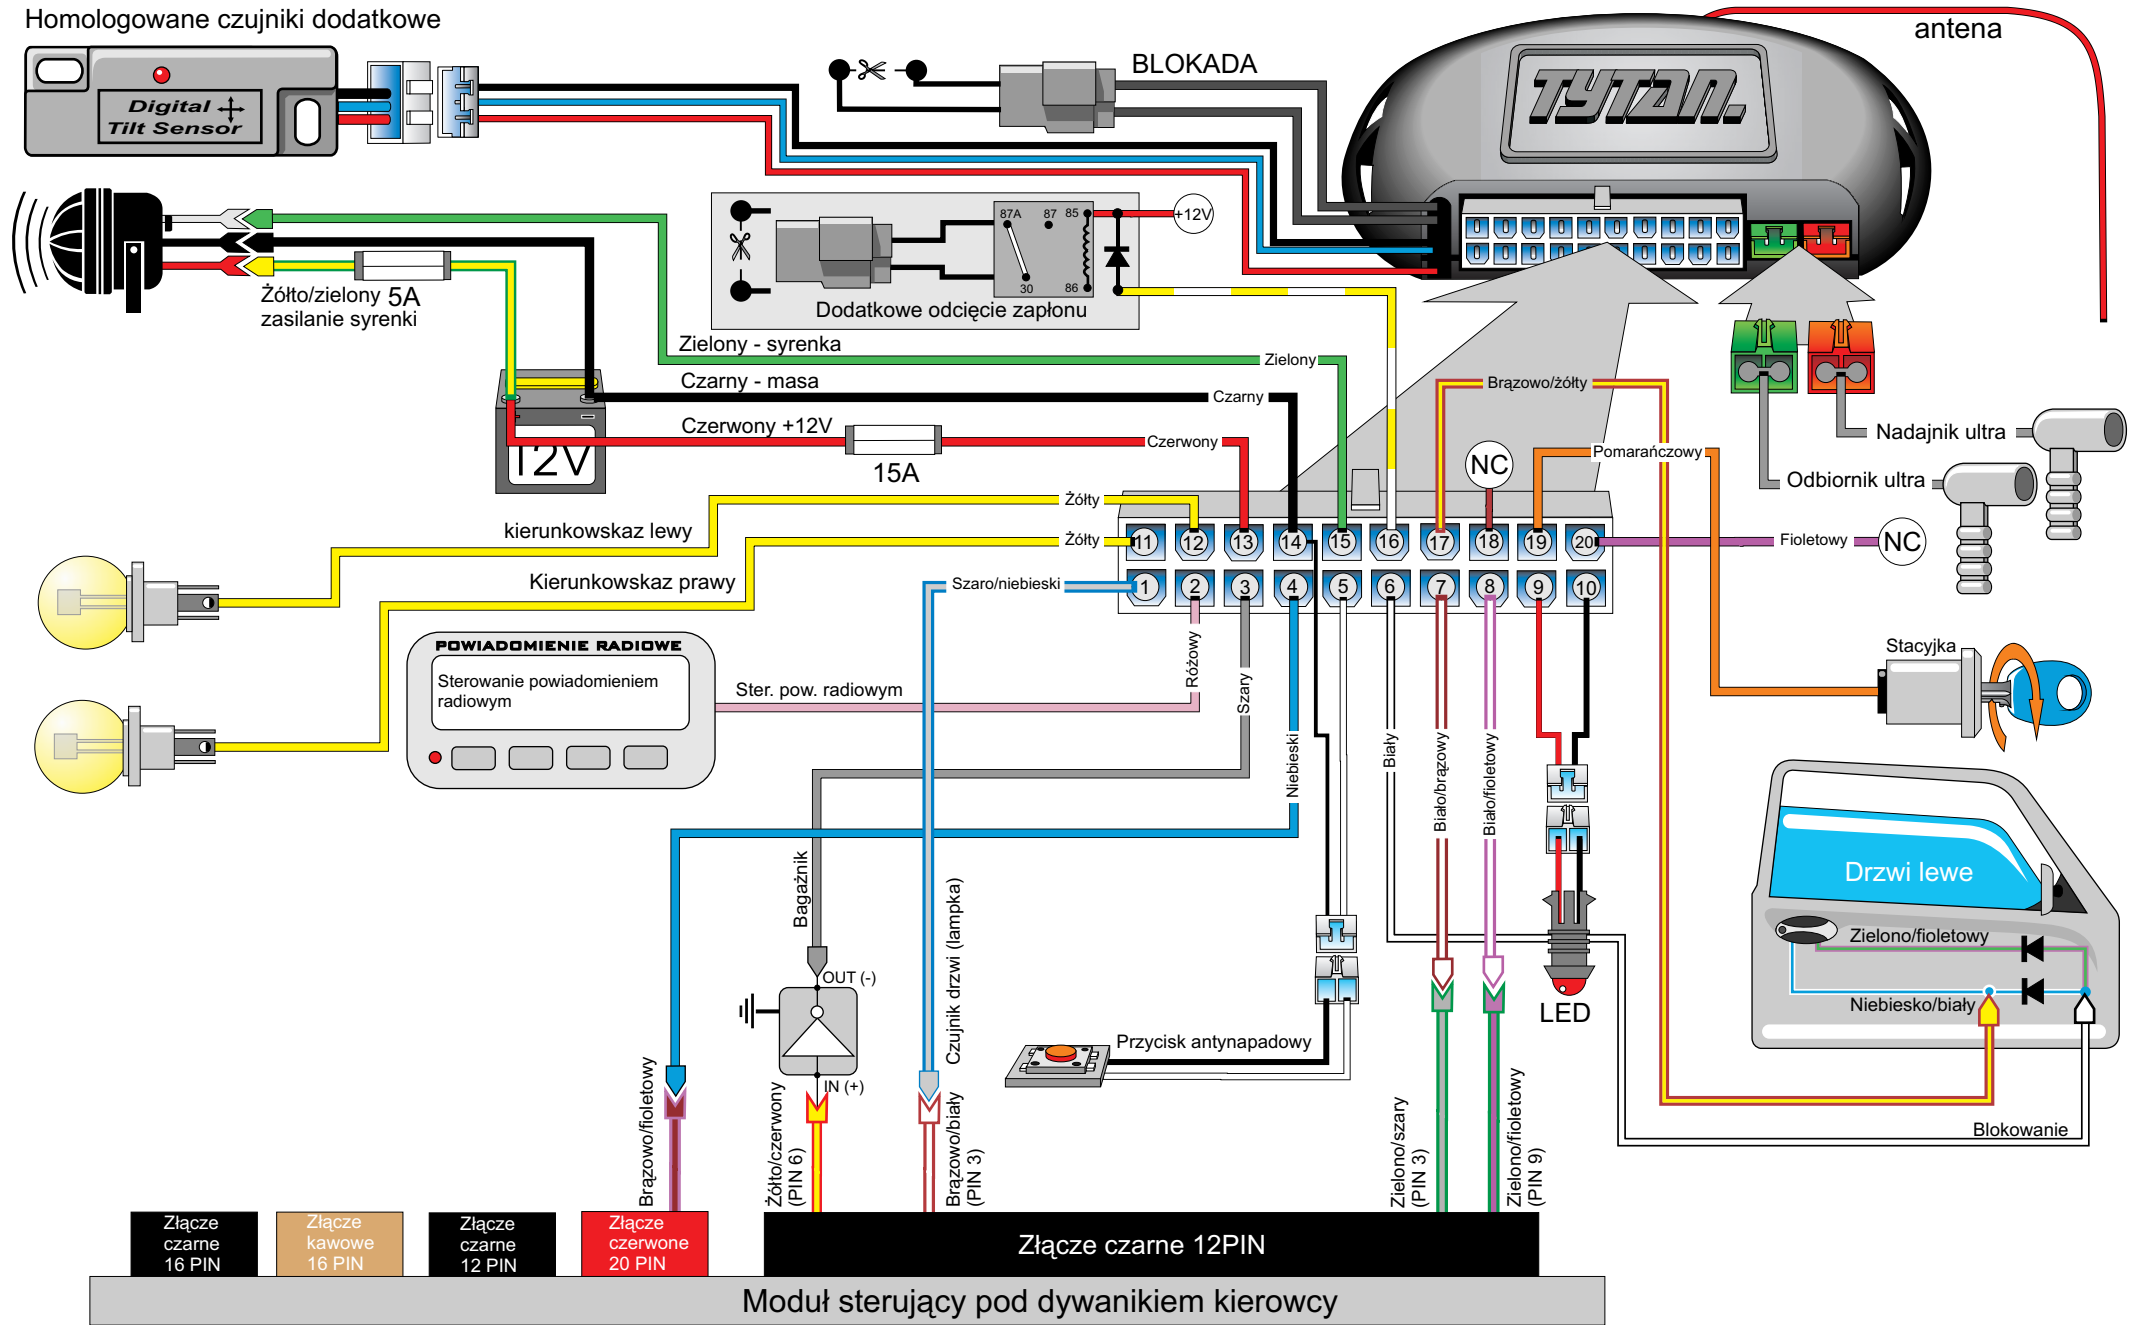 Homologowane czujniki dodatkowe
Digital
Tilt Sensor
BLOKADA
TYTAN.
antena
87A
87
85
30
86
+12V
Dodatkowe odcięcie zapłonu
Żółto/zielony 5A
zasilanie syrenki
Zielony - syrenka
Zielony
Czarny - masa
Czarny
Czerwony +12V
Czerwony
15A
12V
Brązowo/żółty
NC
Pomarańczowy
Nadajnik ultra
Odbiornik ultra
Żółty
kierunkowskaz lewy
Żółty
Kierunkowskaz prawy
11 12 13 14 15 16 17 18 19 20
Fioletowy
NC
Szaro/niebieski
1 2 3 4 5 6 7 8 9 10
POWIADOMIENIE RADIOWE
Sterowanie powiadomieniem
radiowym
Ster. pow. radiowym
Różowy
Szary
Niebieski
Biały
Biało/brązowy
Biało/fioletowy
Stacyjka
Drzwi lewe
Zielono/fioletowy
Niebiesko/biały
Blokowanie
LED
Bagażnik
OUT (-)
IN (+)
Czujnik drzwi (lampka)
Przycisk antynapadowy
Brązowo/fioletowy
Żółto/czerwony
(PIN 6)
Brązowo/biały
(PIN 3)
Zielono/szary
(PIN 3)
Zielono/fioletowy
(PIN 9)
Złącze
czarne
16 PIN
Złącze
kawowe
16 PIN
Złącze
czarne
12 PIN
Złącze
czerwone
20 PIN
Złącze czarne 12PIN
Moduł sterujący pod dywanikiem kierowcy